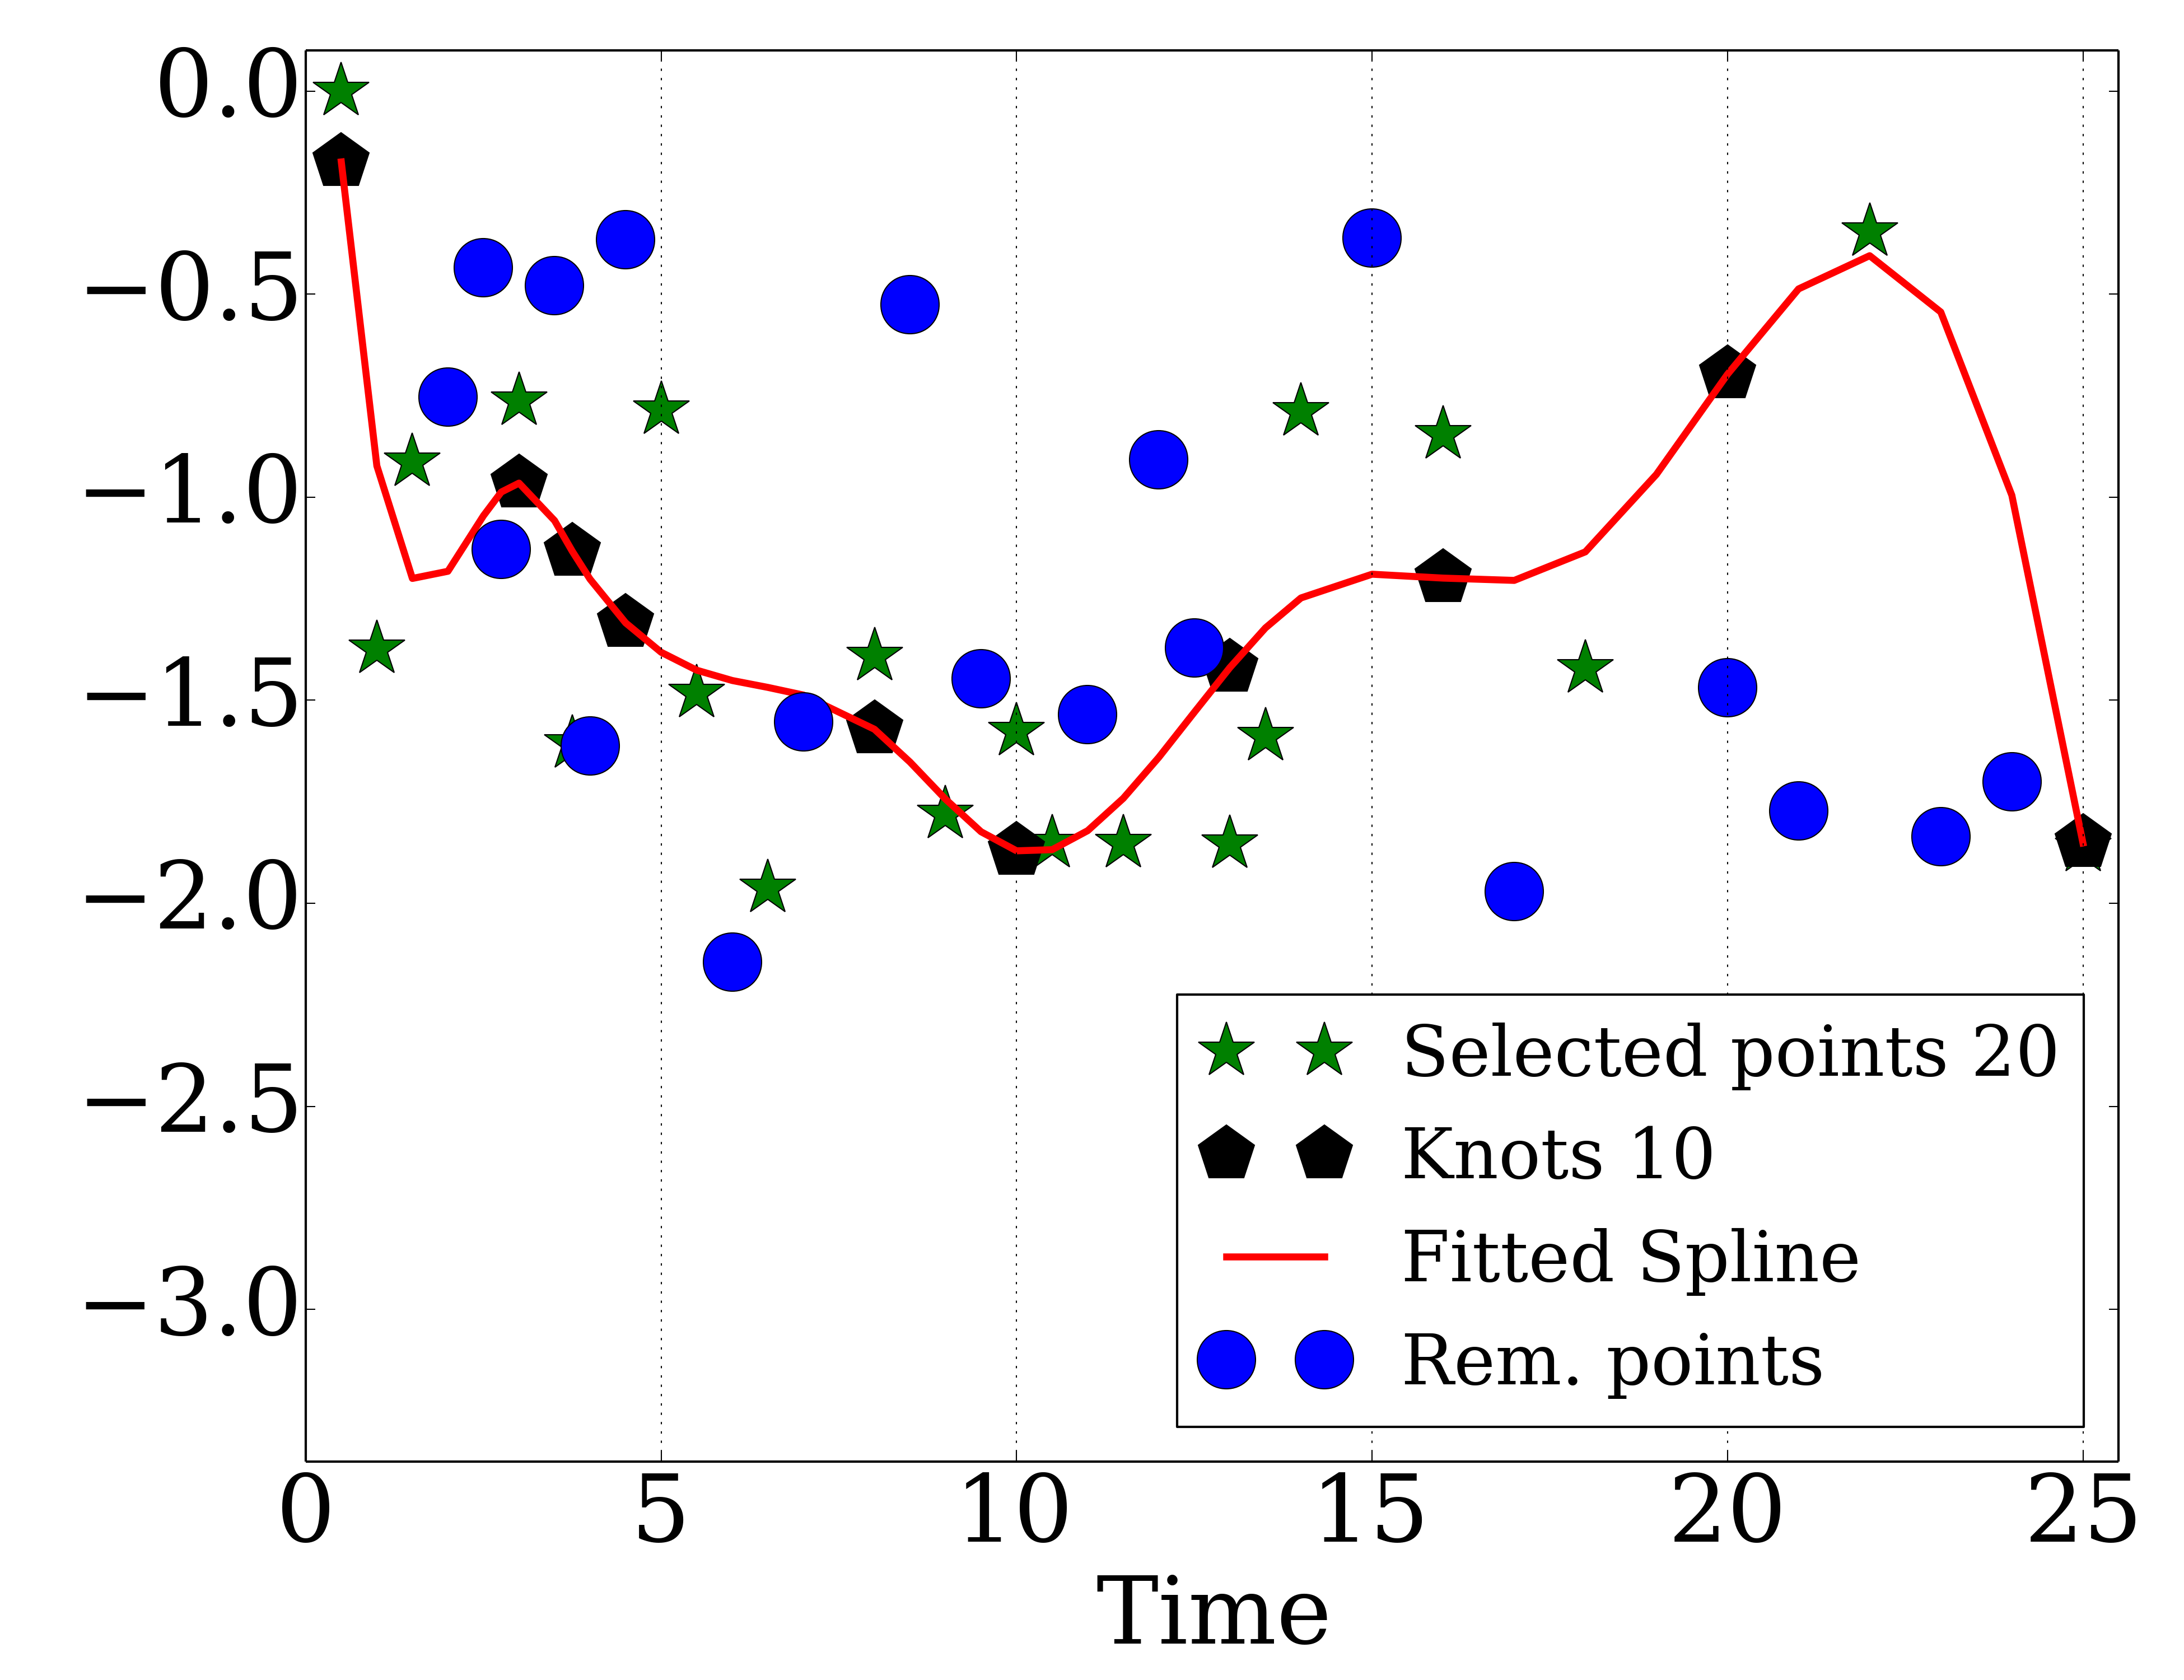 0.0
−0.5
−1.0
−1.5
−2.0
−2.5
−3.0
Selected points 20
Knots 10
Fitted Spline
Rem. points
0 5 10 15 20 25
Time